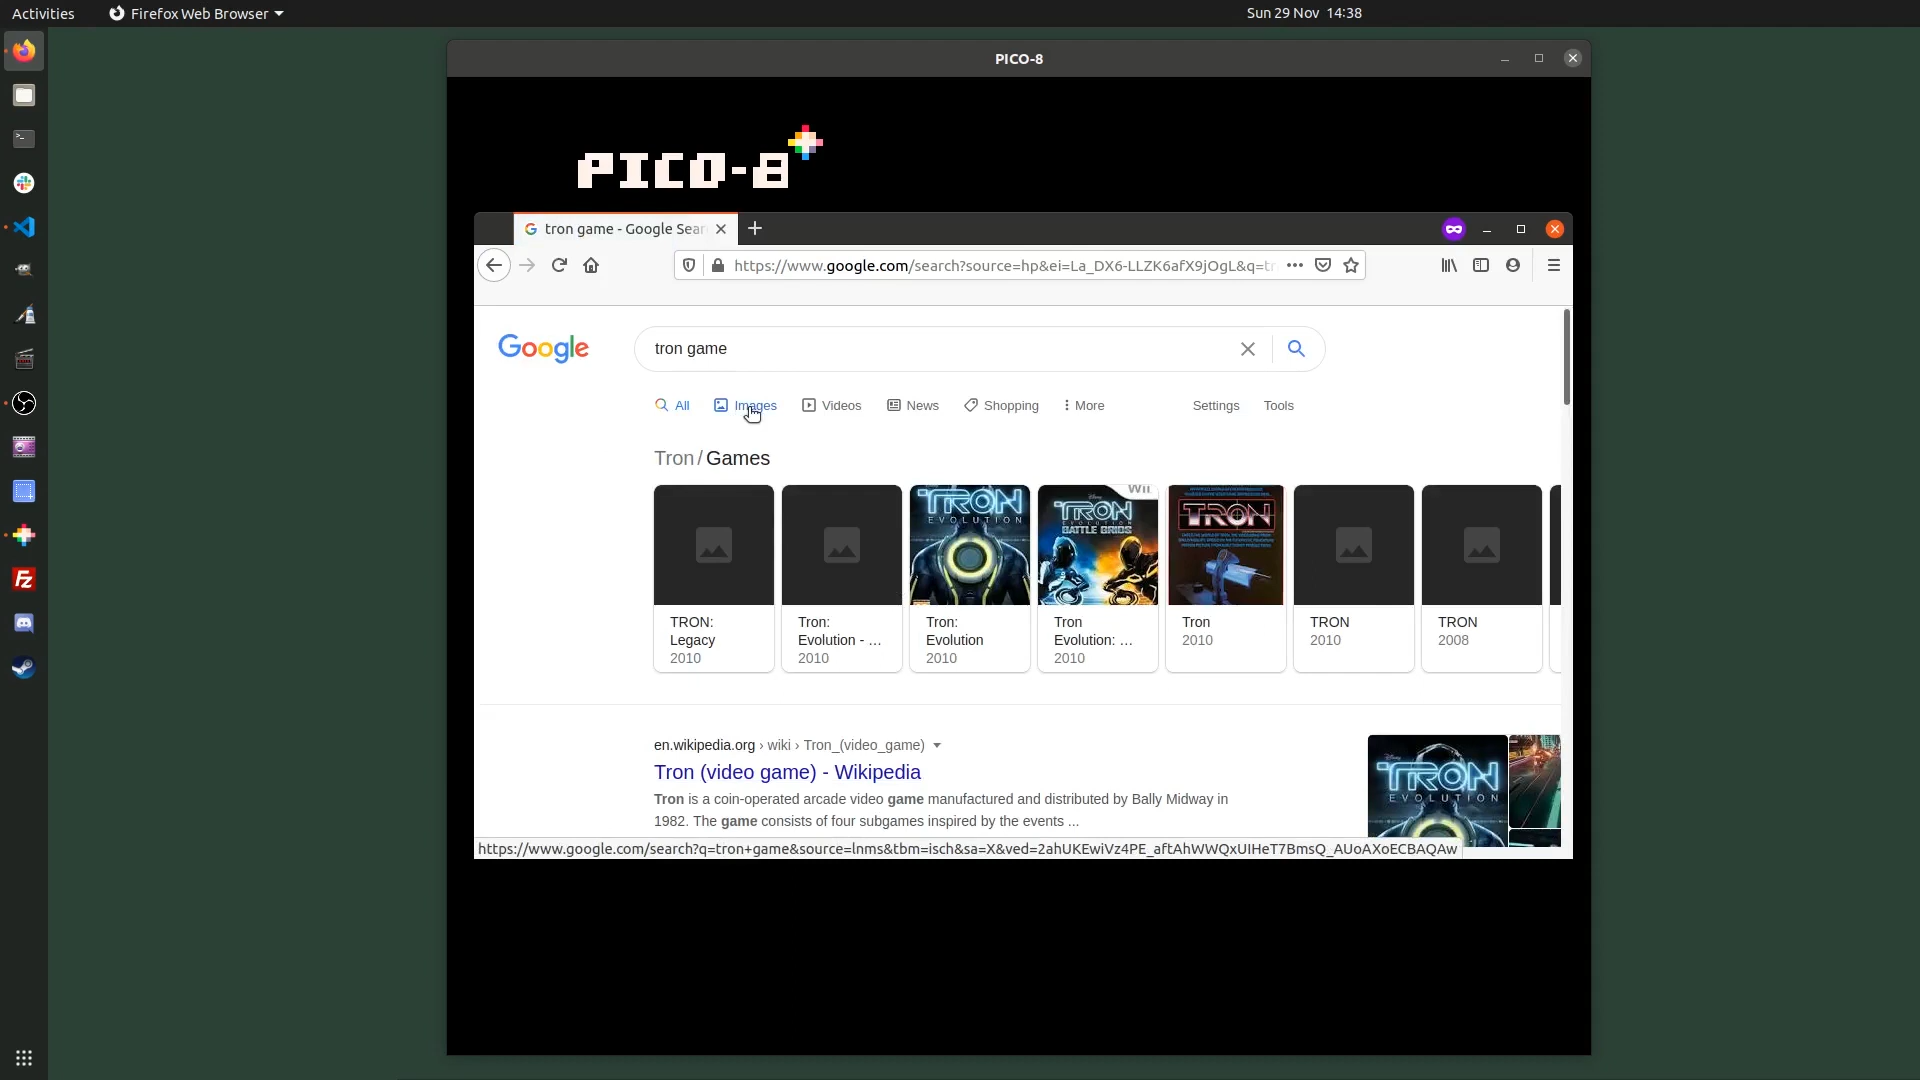 Activities
Firefox Web Browser
Sun 29 Nov 14:38
PICO-8
PICO-8
tron game - Google Sear
https://www.google.com/search?source=hp&ei=La_DX6-LLZK6afX9jOgL&q=tr
Google
tron game
All
Images
Videos
News
Shopping
More
Settings
Tools
Tron/Games
TRON
EVOLUTION
Wii
Disney
TRON
EVOLUTION
BATTLE GRIDS
TRON
TRON:
Legacy
2010
Tron:
Evolution - ...
2010
Tron:
Evolution
2010
Tron
Evolution: ...
2010
Tron
2010
TRON
2010
TRON
2008
en.wikipedia.org › wiki › Tron_(video_game)
Tron (video game) - Wikipedia
Tron is a coin-operated arcade video game manufactured and distributed by Bally Midway in
1982. The game consists of four subgames inspired by the events ...
Disney
TRON
EVOLUTION
https://www.google.com/search?q=tron+game&source=lnms&tbm=isch&sa=X&ved=2ahUKEwiVz4PE_aftAhWWQxUIHeT7BmsQ_AUoAXoECBAQAw